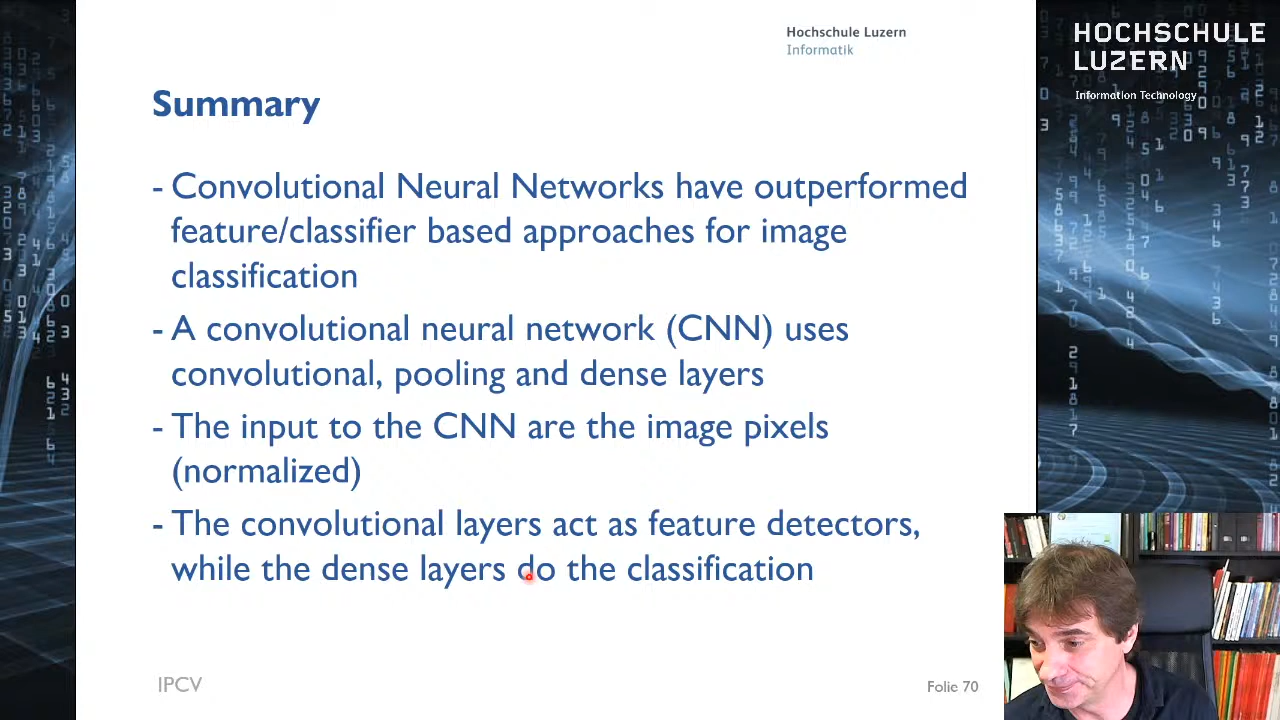 Hochschule Luzern
Informatik
HOCHSCHULE
LUZERN
Information Technology
Summary
- Convolutional Neural Networks have outperformed
feature/classifier based approaches for image
classification
- A convolutional neural network (CNN) uses
convolutional, pooling and dense layers
- The input to the CNN are the image pixels
(normalized)
- The convolutional layers act as feature detectors,
while the dense layers do the classification
IPCV
Folie 70